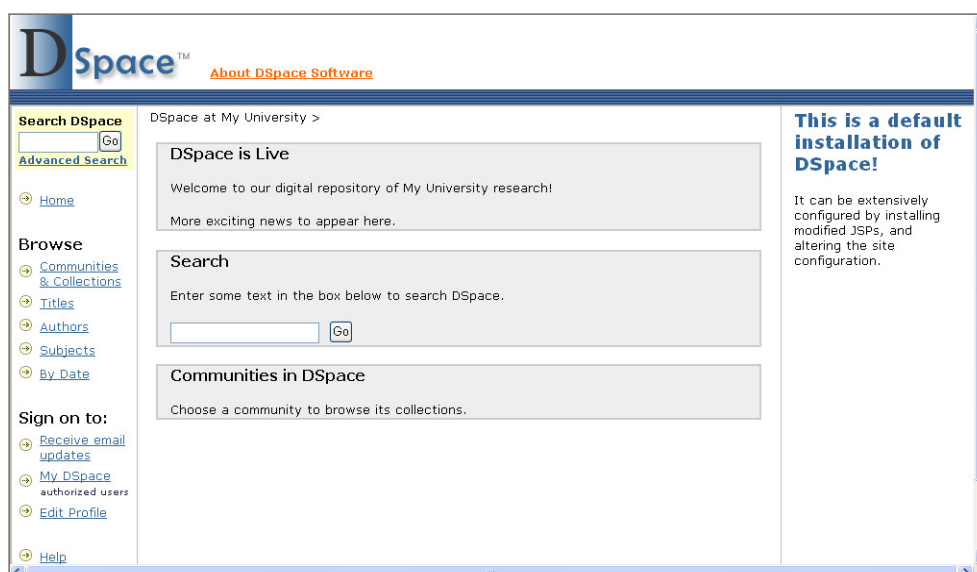 DSpace™
About DSpace Software
Search DSpace
Go
Advanced Search
Home
Browse
Communities
& Collections
Titles
Authors
Subjects
By Date
Sign on to:
Receive email
updates
My DSpace
authorized users
Edit Profile
Help
DSpace at My University >
DSpace is Live
Welcome to our digital repository of My University research!
More exciting news to appear here.
Search
Enter some text in the box below to search DSpace.
Go
Communities in DSpace
Choose a community to browse its collections.
This is a default
installation of
DSpace!
It can be extensively
configured by installing
modified JSPs, and
altering the site
configuration.